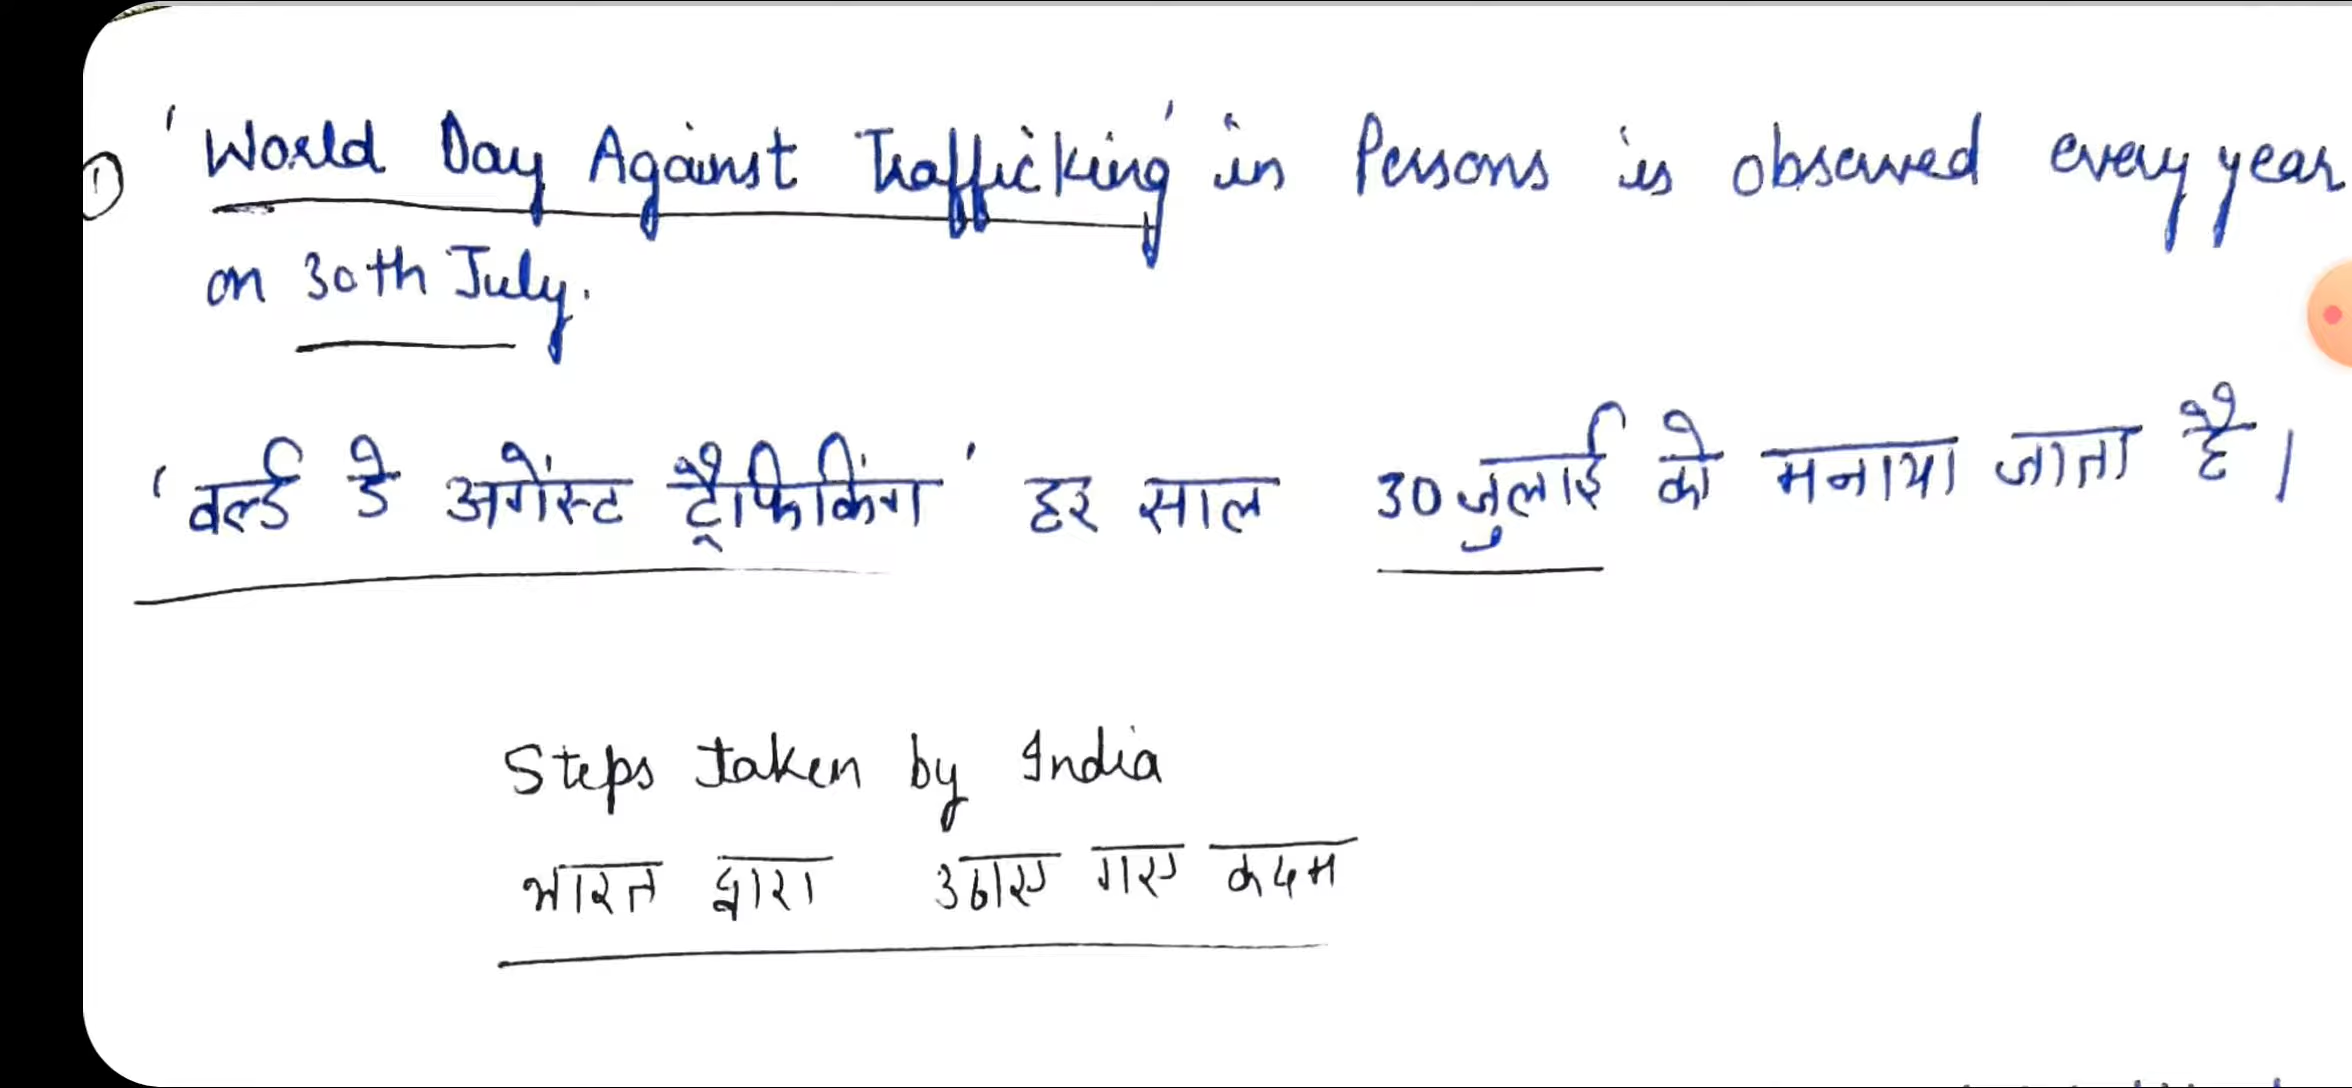 ① 'World Day Against Trafficking' in Persons is observed every year
on 30th July.
'वर्ल्ड डे अगेंस्ट ट्रैफिकिंग' हर साल 30 जुलाई को मनाया जाता है।
Steps taken by India
भारत द्वारा उठाए गए कदम